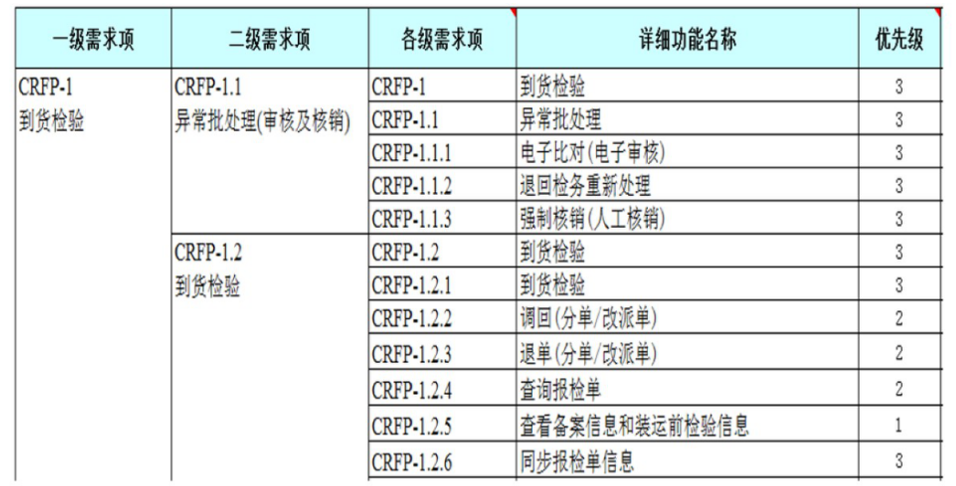 一级需求项 二级需求项 各级需求项 详细功能名称 优先级
CRFP-1 CRFP-1.1 CRFP-1 到货检验 3
到货检验 异常批处理(审核及核销) CRFP-1.1 异常批处理 3
CRFP-1.1.1 电子比对(电子审核) 3
CRFP-1.1.2 退回检务重新处理 3
CRFP-1.1.3 强制核销(人工核销) 3
CRFP-1.2 CRFP-1.2 到货检验 3
到货检验 CRFP-1.2.1 到货检验 3
CRFP-1.2.2 调回(分单/改派单) 2
CRFP-1.2.3 退单(分单/改派单) 2
CRFP-1.2.4 查询报检单 2
CRFP-1.2.5 查看备案信息和装运前检验信息 1
CRFP-1.2.6 同步报检单信息 3